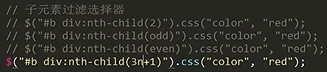 // 子元素过滤选择器
// $("#b div:nth-child(2)").css("color", "red");
// $("#b div:nth-child(odd)").css("color", "red");
// $("#b div:nth-child(even)").css("color", "red");
$("#b div:nth-child(3n+1)").css("color", "red");